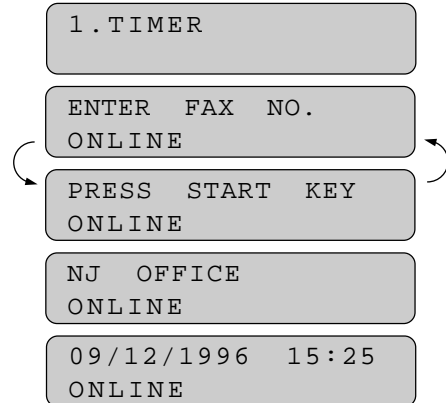 1.TIMER
ENTER FAX NO.
ONLINE
PRESS START KEY
ONLINE
NJ OFFICE
ONLINE
09/12/1996 15:25
ONLINE